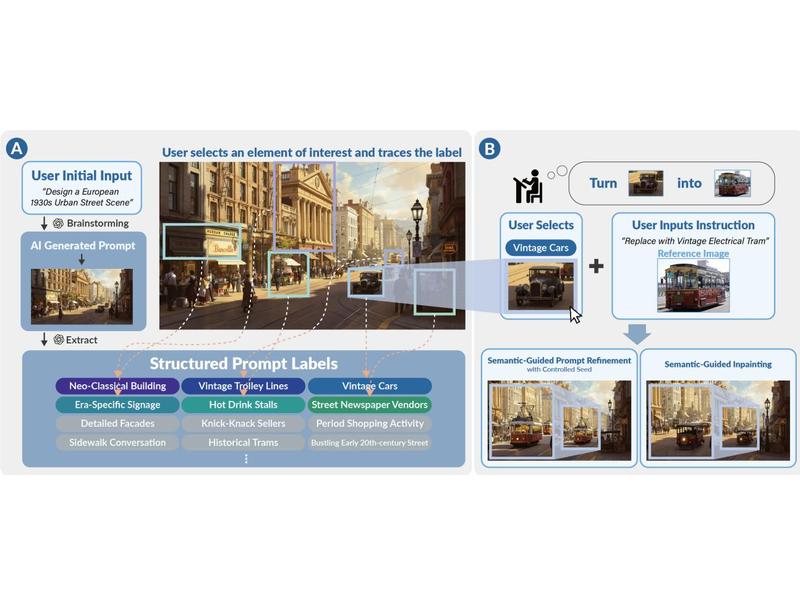 A
User selects an element of interest and traces the label
User Initial Input
"Design a European
1930s Urban Street Scene"
Brainstorming
AI Generated Prompt
Extract
Structured Prompt Labels
Neo-Classical Building
Vintage Trolley Lines
Vintage Cars
Era-Specific Signage
Hot Drink Stalls
Street Newspaper Vendors
Detailed Facades
Knick-Knack Sellers
Period Shopping Activity
Sidewalk Conversation
Historical Trams
Bustling Early 20th-century Street
B
Turn into
User Selects
Vintage Cars
User Inputs Instruction
"Replace with Vintage Electrical Tram"
Reference Image
Semantic-Guided Prompt Refinement
with Controlled Seed
Semantic-Guided Inpainting